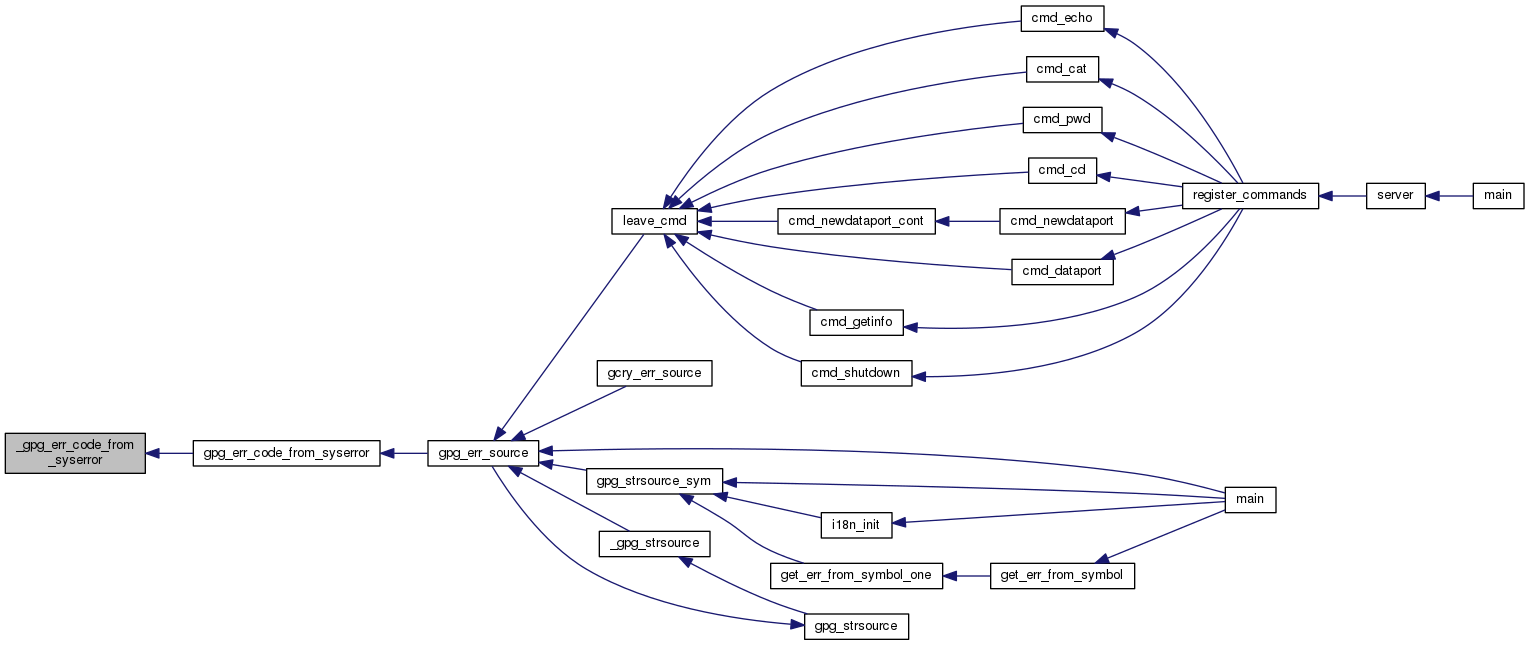 cmd_echo
cmd_cat
cmd_pwd
cmd_cd
register_commands
server
main
leave_cmd
cmd_newdataport_cont
cmd_newdataport
cmd_dataport
cmd_getinfo
gcry_err_source
cmd_shutdown
_gpg_err_code_from
_syserror
gpg_err_code_from_syserror
gpg_err_source
gpg_strsource_sym
main
i18n_init
_gpg_strsource
get_err_from_symbol_one
get_err_from_symbol
gpg_strsource